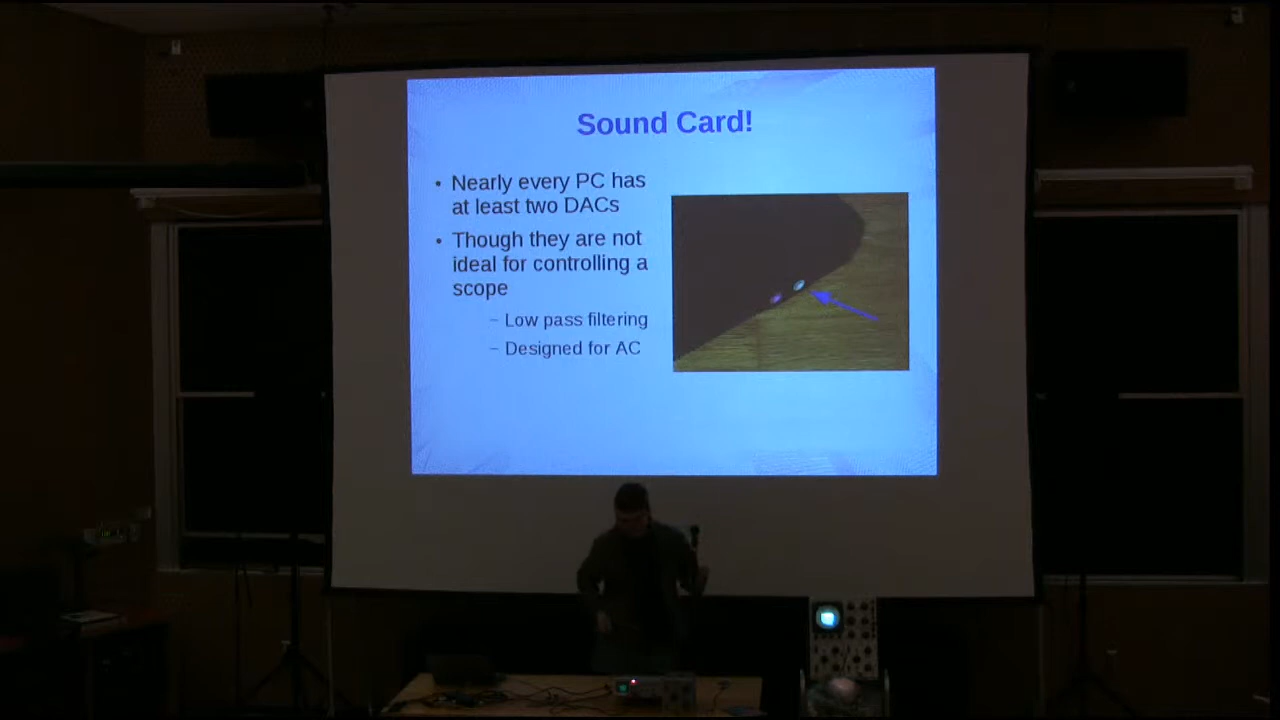 Sound Card!
• Nearly every PC has
at least two DACs
• Though they are not
ideal for controlling a
scope
– Low pass filtering
– Designed for AC